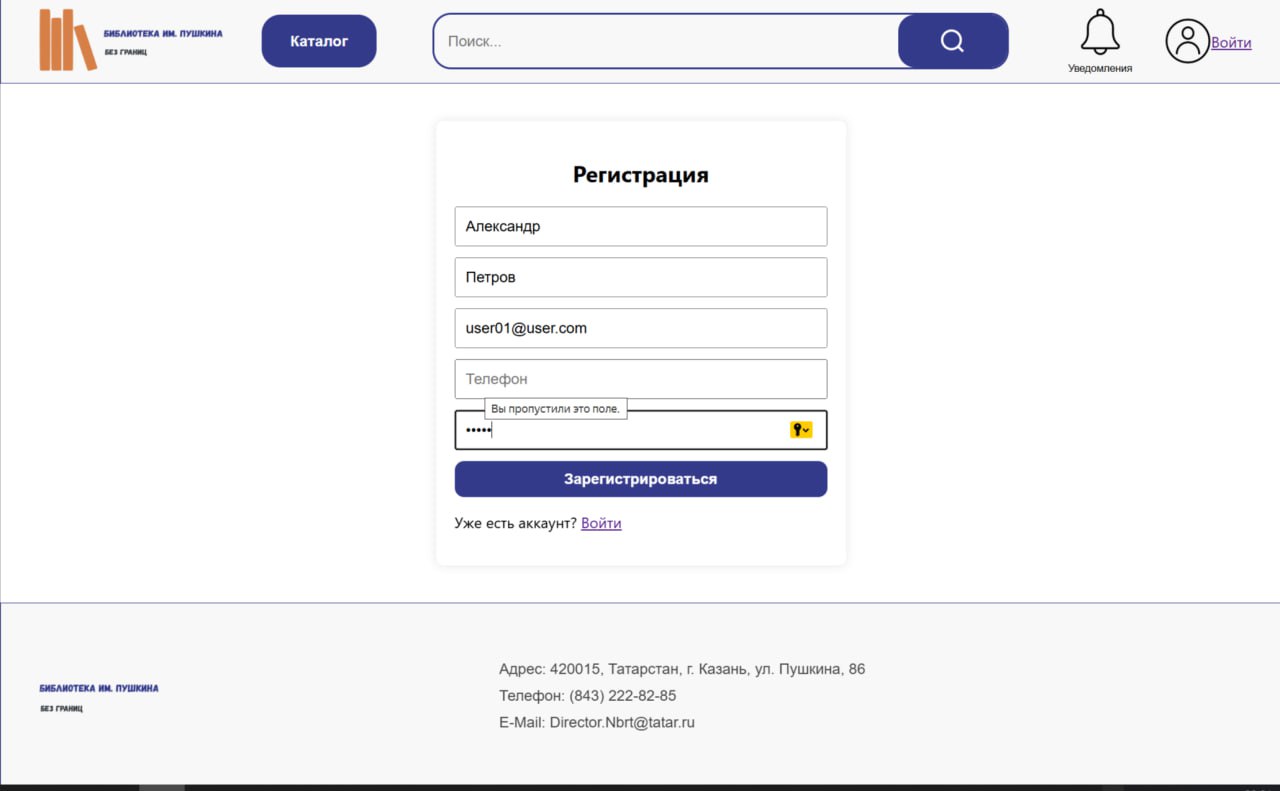 БИБЛИОТЕКА ИМ. ПУШКИНА
БЕЗ ГРАНИЦ
Каталог
Поиск...
Уведомления
Войти
Регистрация
Александр
Петров
user01@user.com
Телефон
Вы пропустили это поле.
•••••
Зарегистрироваться
Уже есть аккаунт? Войти
БИБЛИОТЕКА ИМ. ПУШКИНА
БЕЗ ГРАНИЦ
Адрес: 420015, Татарстан, г. Казань, ул. Пушкина, 86
Телефон: (843) 222-82-85
E-Mail: Director.Nbrt@tatar.ru